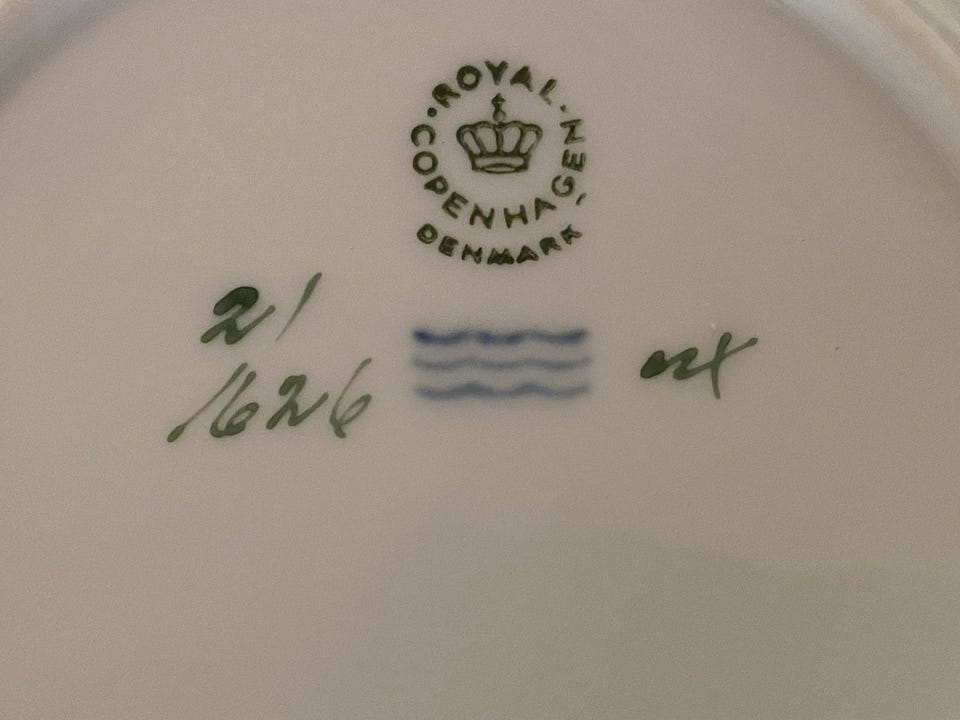 ROYAL
COPENHAGEN
DENMARK
21
1626